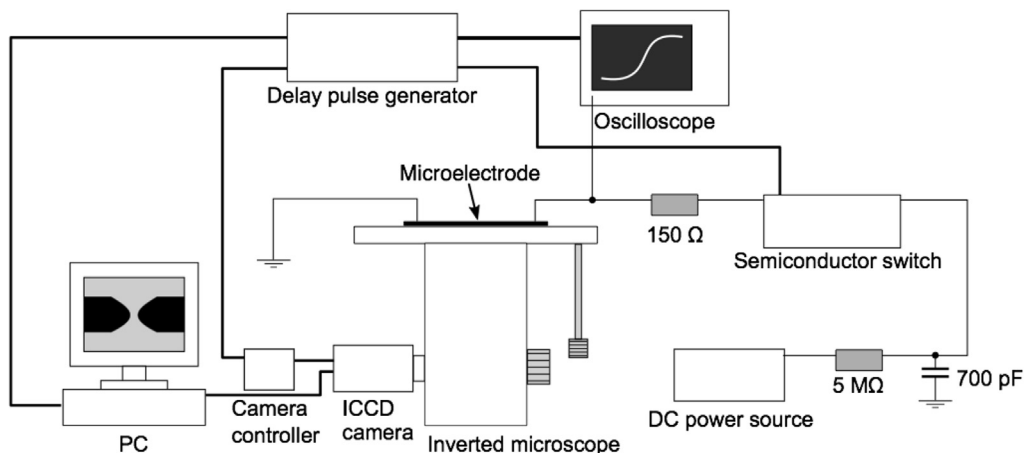 Delay pulse generator
Oscilloscope
Microelectrode
150 Ω
Semiconductor switch
5 MΩ
700 pF
DC power source
Camera
controller
ICCD
camera
PC
Inverted microscope